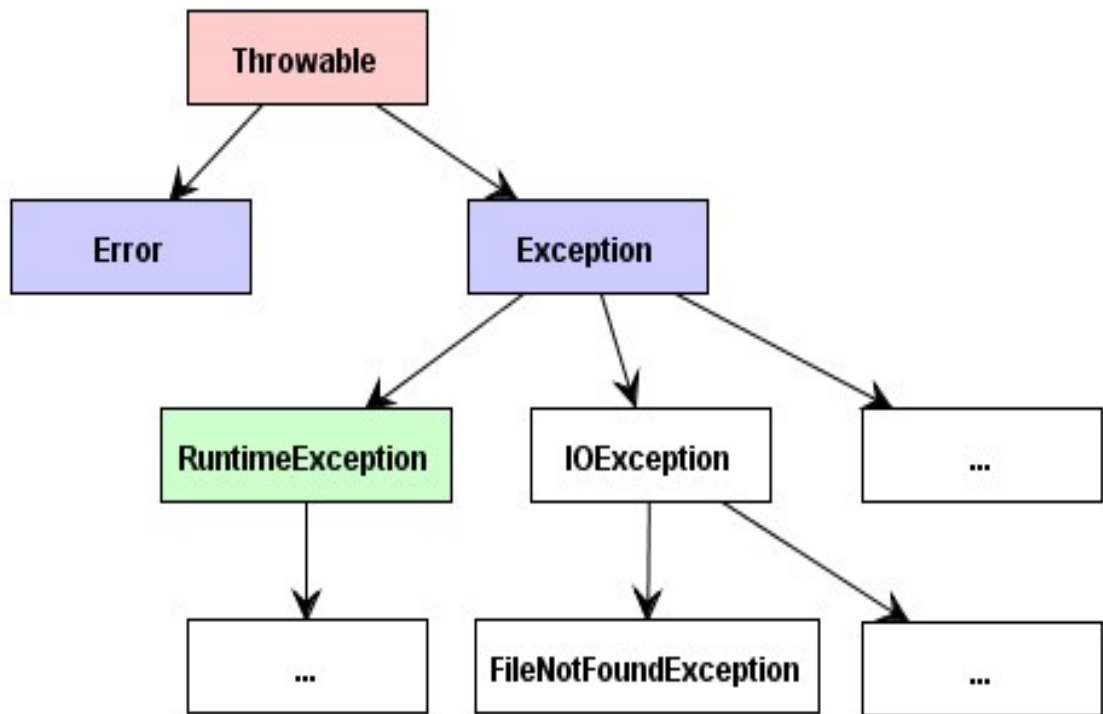 Throwable
Error
Exception
RuntimeException
IOException
...
...
FileNotFoundException
...